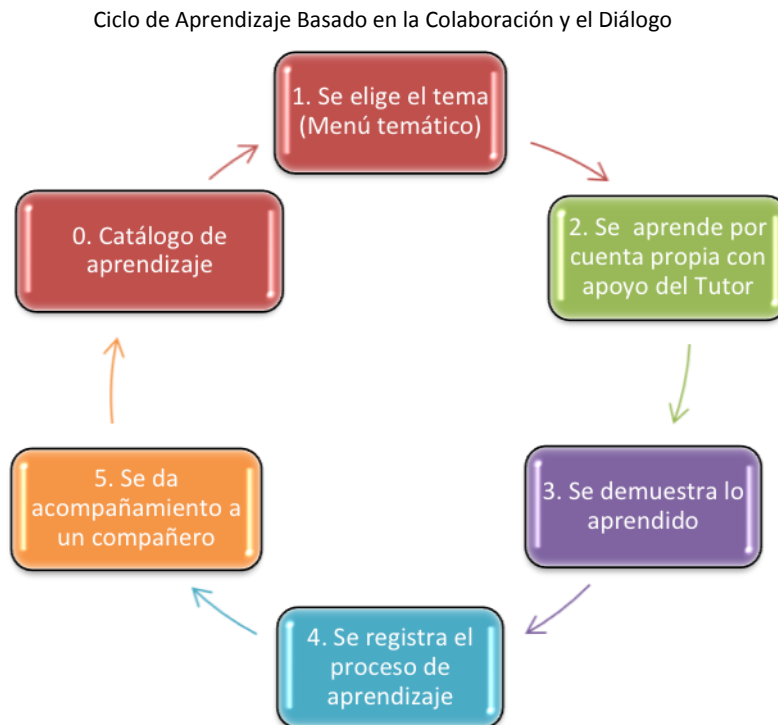 Ciclo de Aprendizaje Basado en la Colaboración y el Diálogo
1. Se elige el tema
(Menú temático)
2. Se aprende por
cuenta propia con
apoyo del Tutor
3. Se demuestra lo
aprendido
4. Se registra el
proceso de
aprendizaje
5. Se da
acompañamiento a
un compañero
0. Catálogo de
aprendizaje